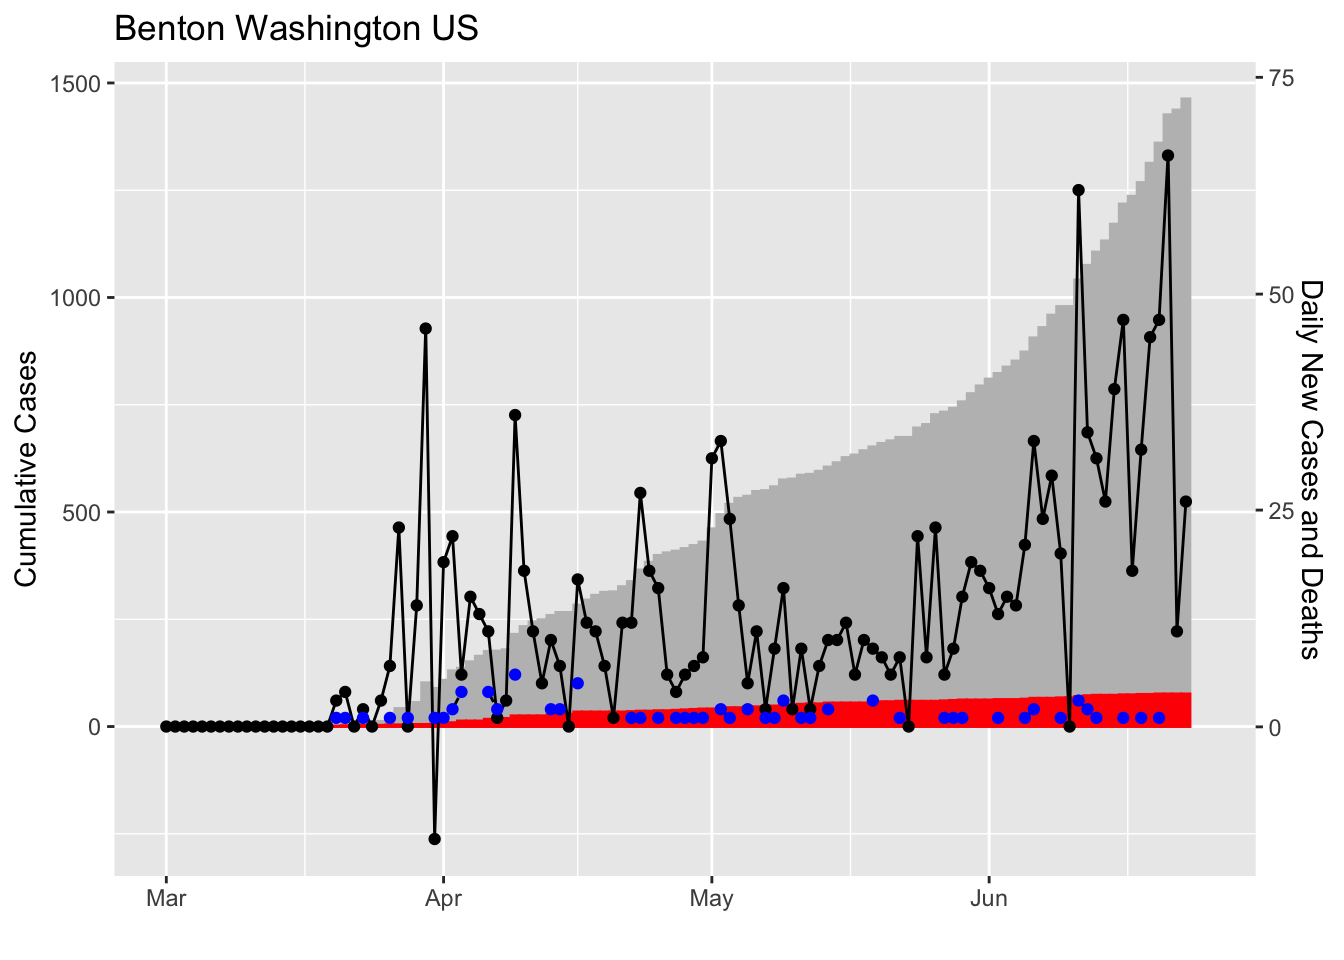 Benton Washington US
1500
1000
500
0
Cumulative Cases
75
50
25
0
Daily New Cases and Deaths
Mar
Apr
May
Jun